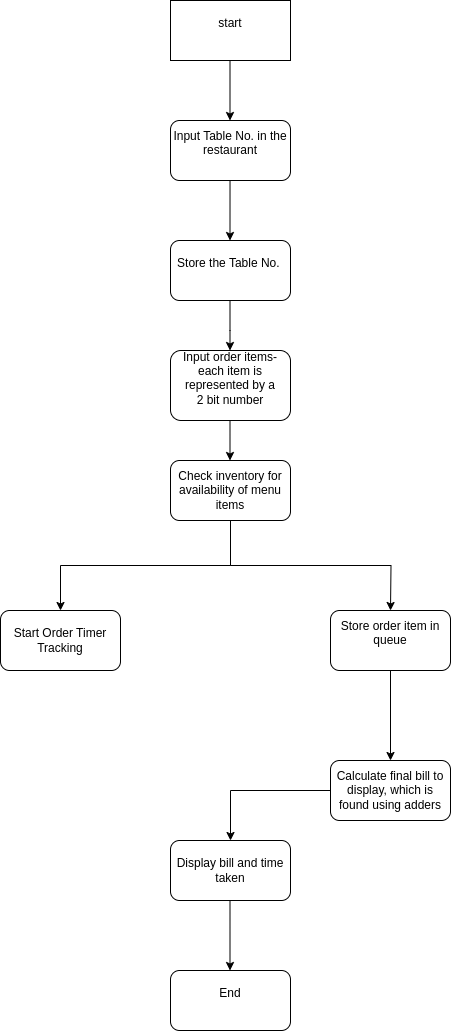 start
Input Table No. in the
restaurant
Store the Table No.
Input order items-
each item is
represented by a
2 bit number
Check inventory for
availability of menu
items
Start Order Timer
Tracking
Store order item in
queue
Calculate final bill to
display, which is
found using adders
Display bill and time
taken
End